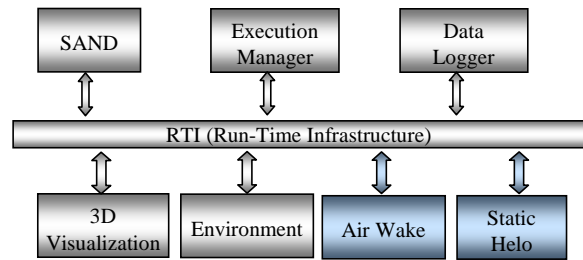 SAND
Execution
Manager
Data
Logger
RTI (Run-Time Infrastructure)
3D
Visualization
Environment
Air Wake
Static
Helo